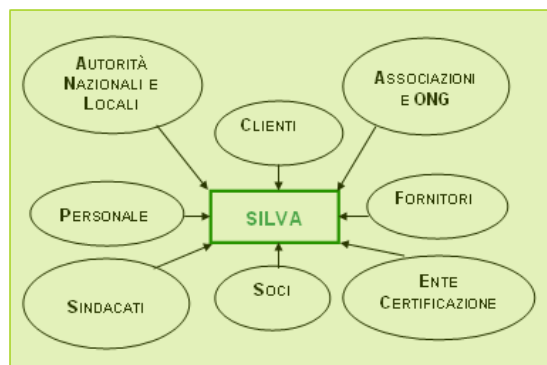 AUTORITÀ
NAZIONALI E
LOCALI
CLIENTI
ASSOCIAZIONI
E ONG
PERSONALE
SILVA
FORNITORI
SINDACATI
SOCI
ENTE
CERTIFICAZIONE